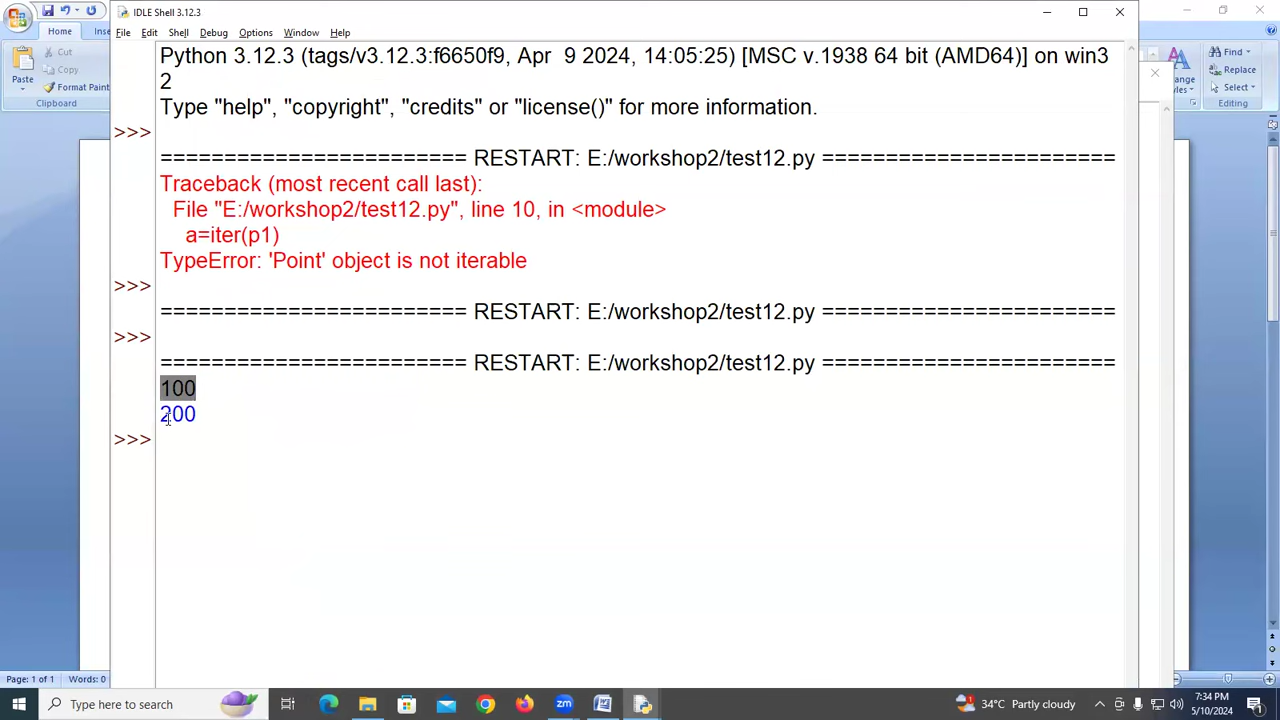 IDLE Shell 3.12.3
Home
Ins
File Edit Shell Debug Options Window Help
Cut
Copy
Format Paint
Paste
Clipboard
Find
Replace
Select
Editing
Python 3.12.3 (tags/v3.12.3:f6650f9, Apr 9 2024, 14:05:25) [MSC v.1938 64 bit (AMD64)] on win3
2
Type "help", "copyright", "credits" or "license()" for more information.
>>>
======================== RESTART: E:/workshop2/test12.py =======================
Traceback (most recent call last):
File "E:/workshop2/test12.py", line 10, in <module>
a=iter(p1)
TypeError: 'Point' object is not iterable
>>>
======================== RESTART: E:/workshop2/test12.py =======================
>>>
======================== RESTART: E:/workshop2/test12.py =======================
100
200
>>>
Page: 1 of 1 Words: 0
Type here to search
34°C Partly cloudy
7:34 PM
5/10/2024